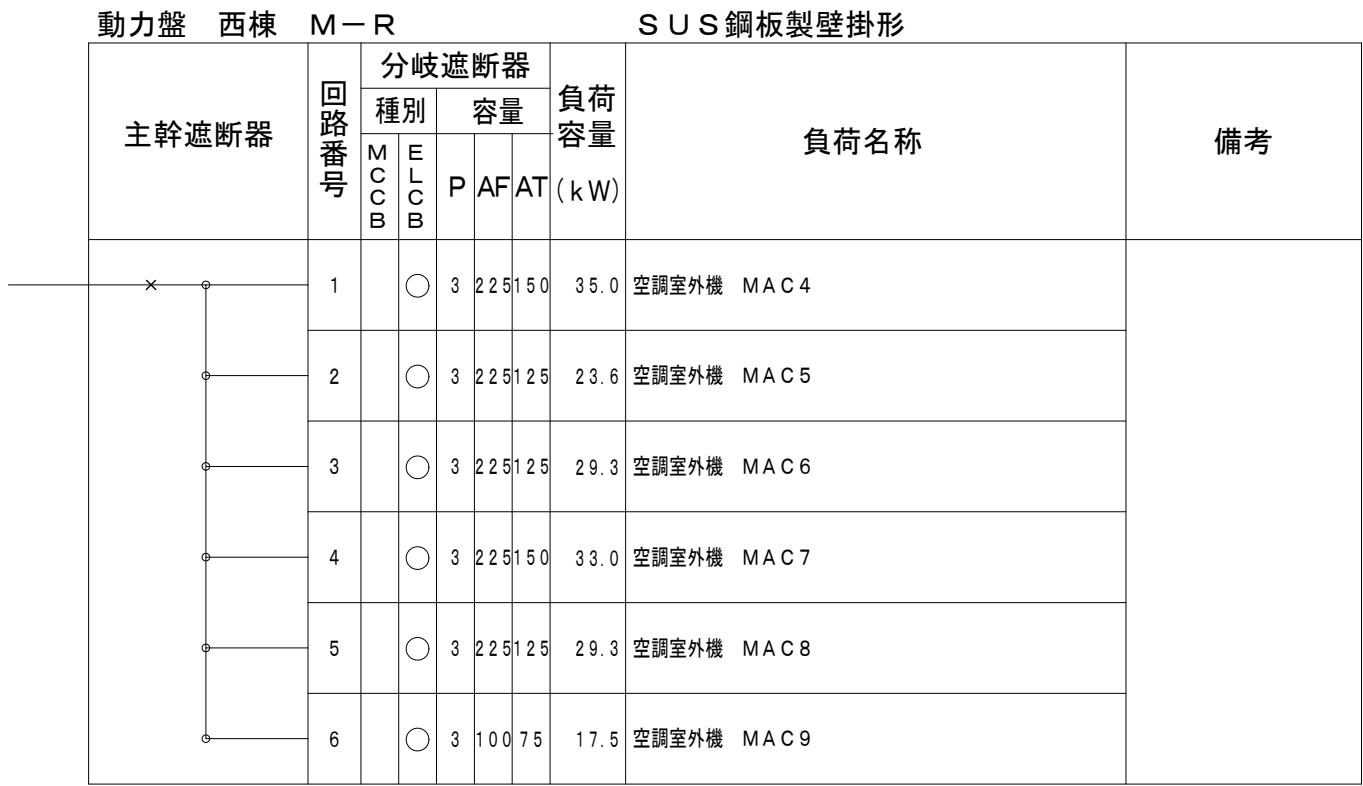 動力盤　西棟　Ｍ－Ｒ　ＳＵＳ鋼板製壁掛形
主幹遮断器 回路番号 分岐遮断器 負荷容量(ｋW) 負荷名称 備考
種別 容量
MCCB ELCB P AF AT
1 ○ 3 225 150 35.0 空調室外機　ＭＡＣ４
2 ○ 3 225 125 23.6 空調室外機　ＭＡＣ５
3 ○ 3 225 125 29.3 空調室外機　ＭＡＣ６
4 ○ 3 225 150 33.0 空調室外機　ＭＡＣ７
5 ○ 3 225 125 29.3 空調室外機　ＭＡＣ８
6 ○ 3 100 75 17.5 空調室外機　ＭＡＣ９